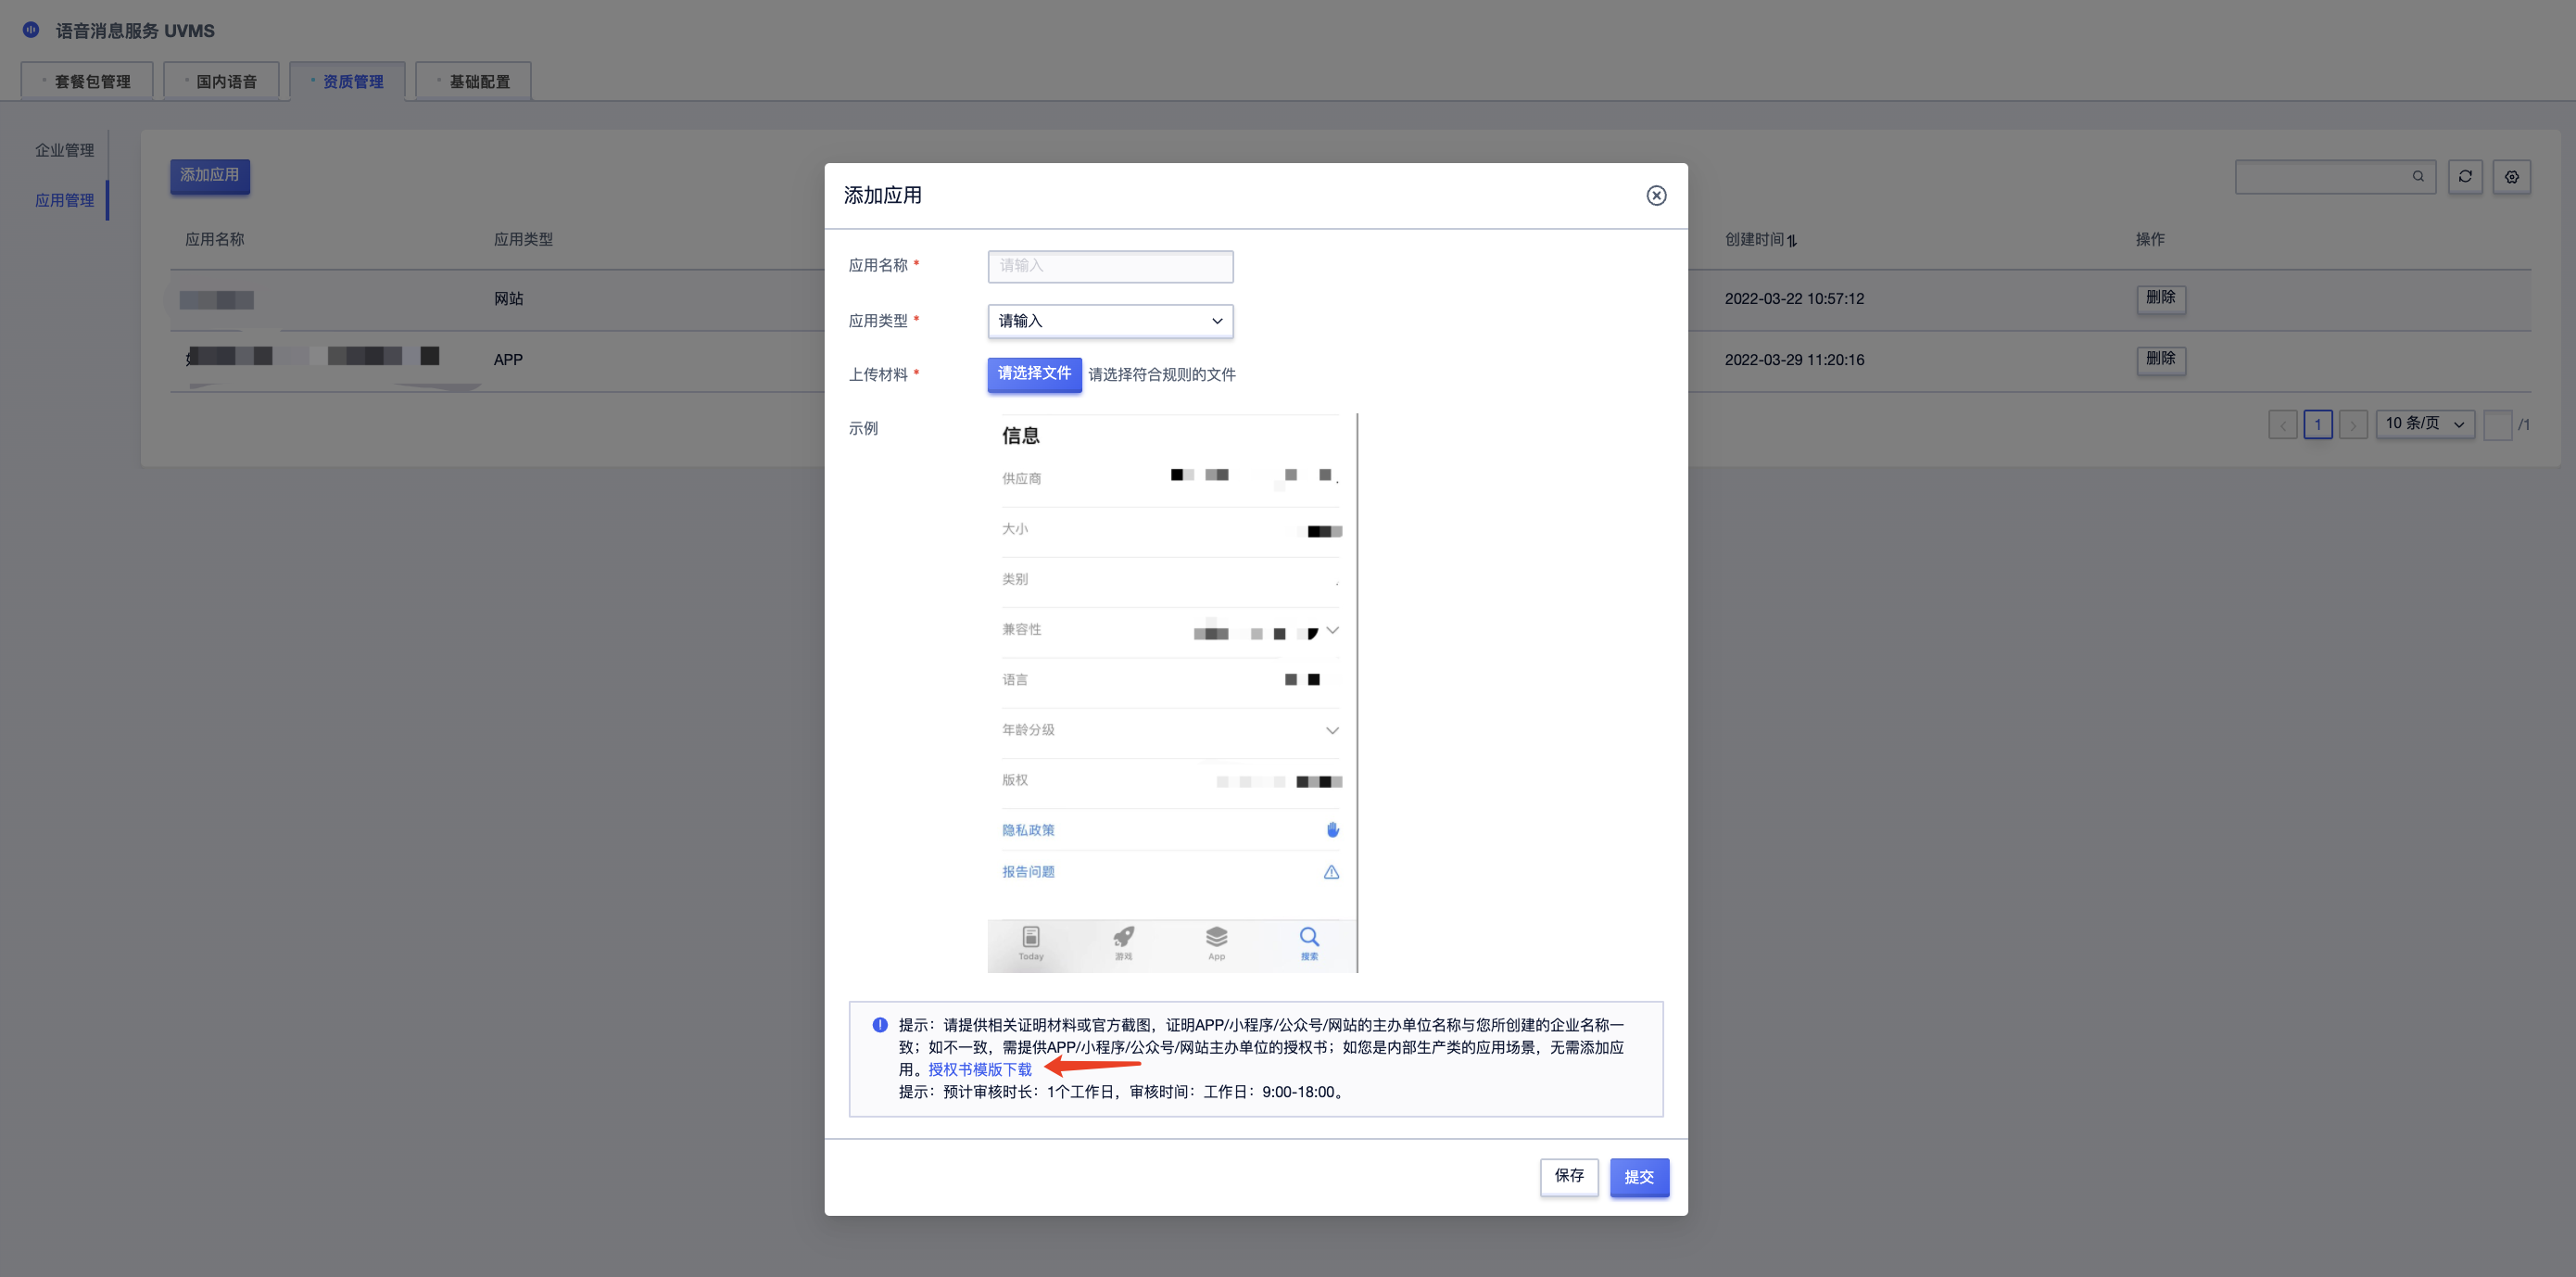 语音消息服务 UVMS
套餐包管理
国内语音
资质管理
基础配置
企业管理
应用管理
添加应用
应用名称
应用类型
创建时间
操作
网站
2022-03-22 10:57:12
删除
APP
2022-03-29 11:20:16
删除
1
10 条/页
/1
添加应用
应用名称 *
请输入
应用类型 *
请输入
上传材料 *
请选择文件
请选择符合规则的文件
示例
信息
供应商
大小
类别
兼容性
语言
年龄分级
版权
隐私政策
报告问题
Today
游戏
App
搜索
提示：请提供相关证明材料或官方截图，证明APP/小程序/公众号/网站的主办单位名称与您所创建的企业名称一
致；如不一致，需提供APP/小程序/公众号/网站主办单位的授权书；如您是内部生产类的应用场景，无需添加应
用。授权书模版下载
提示：预计审核时长：1个工作日，审核时间：工作日：9:00-18:00。
保存
提交